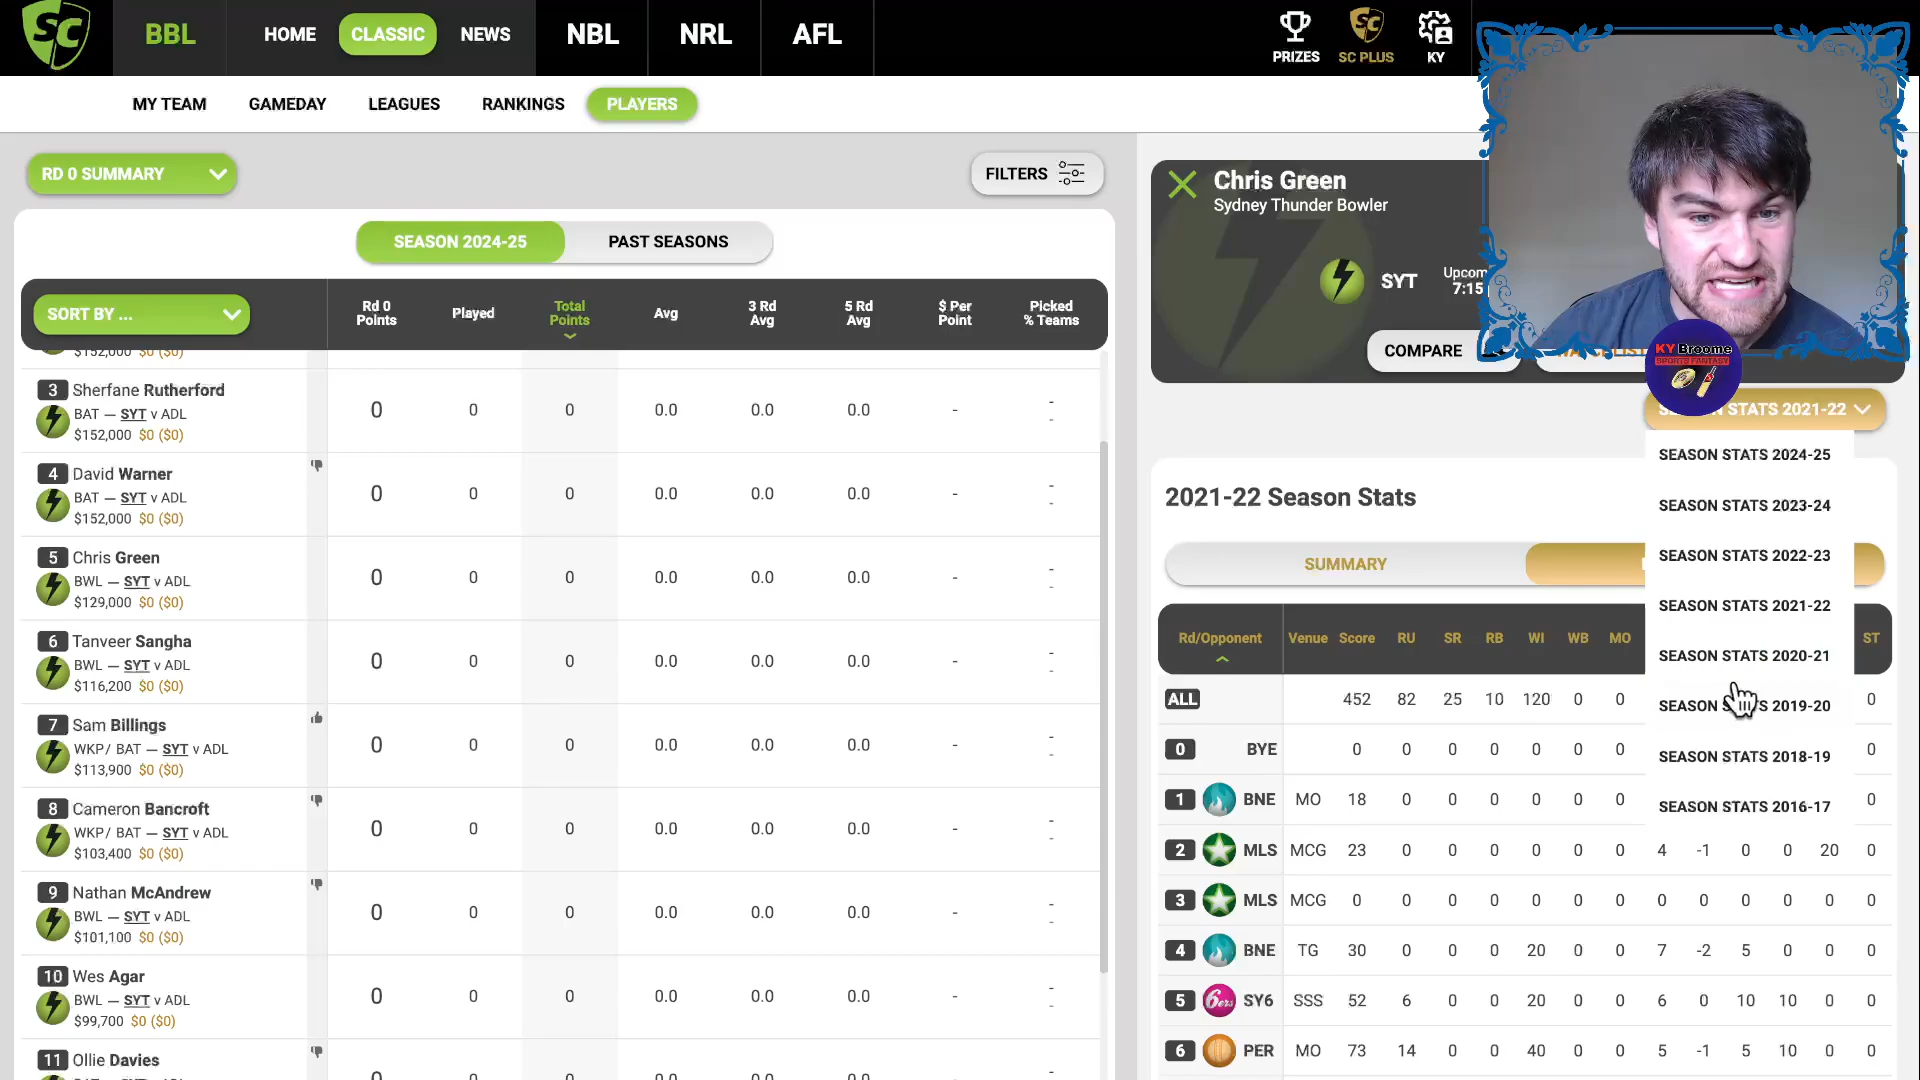 SC
BBL
HOME
CLASSIC
NEWS
NBL
NRL
AFL
PRIZES
SC PLUS
KY
MY TEAM
GAMEDAY
LEAGUES
RANKINGS
PLAYERS
RD 0 SUMMARY
FILTERS
SEASON 2024-25
PAST SEASONS
SORT BY ...
Rd 0 Points
Played
Total Points
Avg
3 Rd Avg
5 Rd Avg
$ Per Point
Picked % Teams
$152,000 $0 ($0)
3 Sherfane Rutherford
BAT — SYT v ADL
$152,000 $0 ($0)
0 0 0 0.0 0.0 0.0 - - -
4 David Warner
BAT — SYT v ADL
$152,000 $0 ($0)
0 0 0 0.0 0.0 0.0 - - -
5 Chris Green
BWL — SYT v ADL
$129,000 $0 ($0)
0 0 0 0.0 0.0 0.0 - - -
6 Tanveer Sangha
BWL — SYT v ADL
$116,200 $0 ($0)
0 0 0 0.0 0.0 0.0 - - -
7 Sam Billings
WKP/ BAT — SYT v ADL
$113,900 $0 ($0)
0 0 0 0.0 0.0 0.0 - - -
8 Cameron Bancroft
WKP/ BAT — SYT v ADL
$103,400 $0 ($0)
0 0 0 0.0 0.0 0.0 - - -
9 Nathan McAndrew
BWL — SYT v ADL
$101,100 $0 ($0)
0 0 0 0.0 0.0 0.0 - - -
10 Wes Agar
BWL — SYT v ADL
$99,700 $0 ($0)
0 0 0 0.0 0.0 0.0 - - -
11 Ollie Davies
Chris Green
Sydney Thunder Bowler
SYT
Upcom
7:15
COMPARE
KY Broome
SPORTS FANTASY
STATS 2021-22
SEASON STATS 2024-25
SEASON STATS 2023-24
SEASON STATS 2022-23
SEASON STATS 2021-22
SEASON STATS 2020-21
SEASON S S 2019-20
SEASON STATS 2018-19
SEASON STATS 2016-17
2021-22 Season Stats
SUMMARY
Rd/Opponent Venue Score RU SR RB WI WB MO ST
ALL 452 82 25 10 120 0 0 0
0 BYE 0 0 0 0 0 0 0 0
1 BNE MO 18 0 0 0 0 0 0 0
2 MLS MCG 23 0 0 0 0 0 0 4 -1 0 0 20 0
3 MLS MCG 0 0 0 0 0 0 0 0 0 0 0 0 0
4 BNE TG 30 0 0 0 20 0 0 7 -2 5 0 0 0
5 6ers SY6 SSS 52 6 0 0 20 0 0 6 0 10 10 0 0
6 PER MO 73 14 0 0 40 0 0 5 -1 5 10 0 0